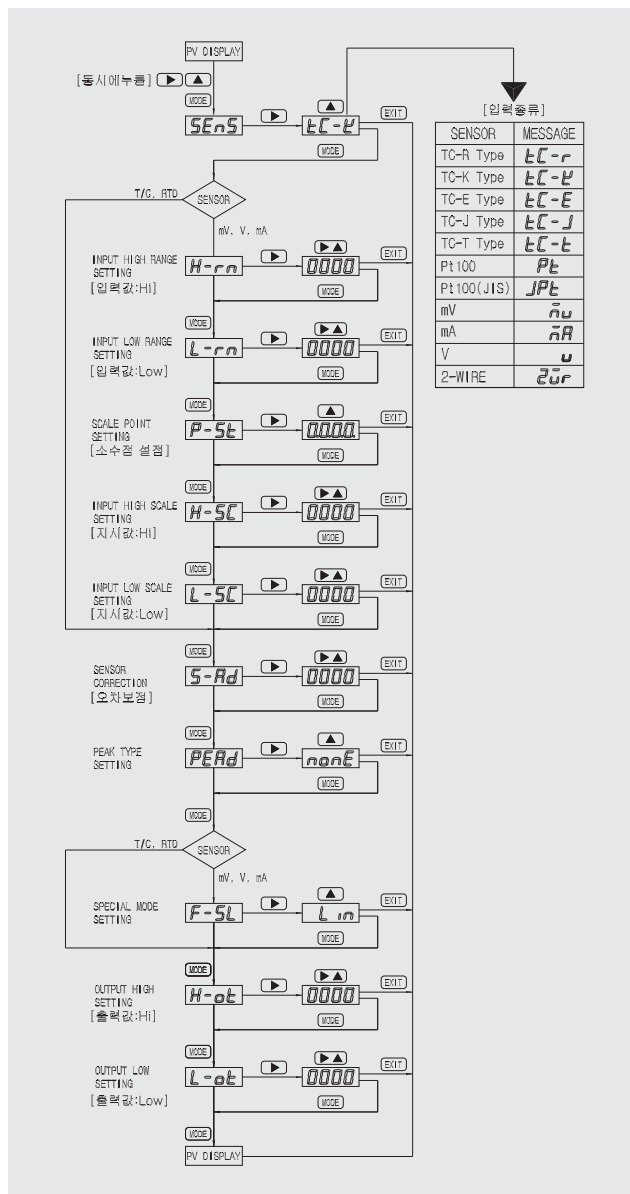 PV DISPLAY
[동시에누름] ▶ ▲
MODE
SEnS ▶ ▲ tC-K EXIT
MODE
[입력종류]
SENSOR MESSAGE
TC-R Type tC-r
TC-K Type tC-K
TC-E Type tC-E
TC-J Type tC-J
TC-T Type tC-t
Pt100 Pt
Pt100(JIS) JPt
mV
mA
V u
2-WIRE
T/C, RTD
SENSOR
mV, V, mA
INPUT HIGH RANGE
SETTING
[입력값:Hi]
H-rn ▶ ▶▲ 0000 EXIT
MODE
MODE
INPUT LOW RANGE
SETTING
[입력값:Low]
L-rn ▶ ▶▲ 0000 EXIT
MODE
MODE
SCALE POINT
SETTING
[소수점 설점]
P-St ▶ ▲ 0.0.0.0. EXIT
MODE
MODE
INPUT HIGH SCALE
SETTING
[지시값:Hi]
H-SC ▶ ▶▲ 0000 EXIT
MODE
MODE
INPUT LOW SCALE
SETTING
[지시값:Low]
L-SC ▶ ▶▲ 0000 EXIT
MODE
MODE
SENSOR
CORRECTION
[오차보점]
S-Ad ▶ ▶▲ 0000 EXIT
MODE
MODE
PEAK TYPE
SETTING
PEAd ▶ ▲ nonE EXIT
MODE
MODE
T/C, RTD
SENSOR
mV, V, mA
SPECIAL MODE
SETTING
F-SL ▶ ▲ Lin EXIT
MODE
MODE
OUTPUT HIGH
SETTING
[출력값:Hi]
H-ot ▶ ▶▲ 0000 EXIT
MODE
MODE
OUTPUT LOW
SETTING
[출력값:Low]
L-ot ▶ ▶▲ 0000 EXIT
MODE
MODE
PV DISPLAY